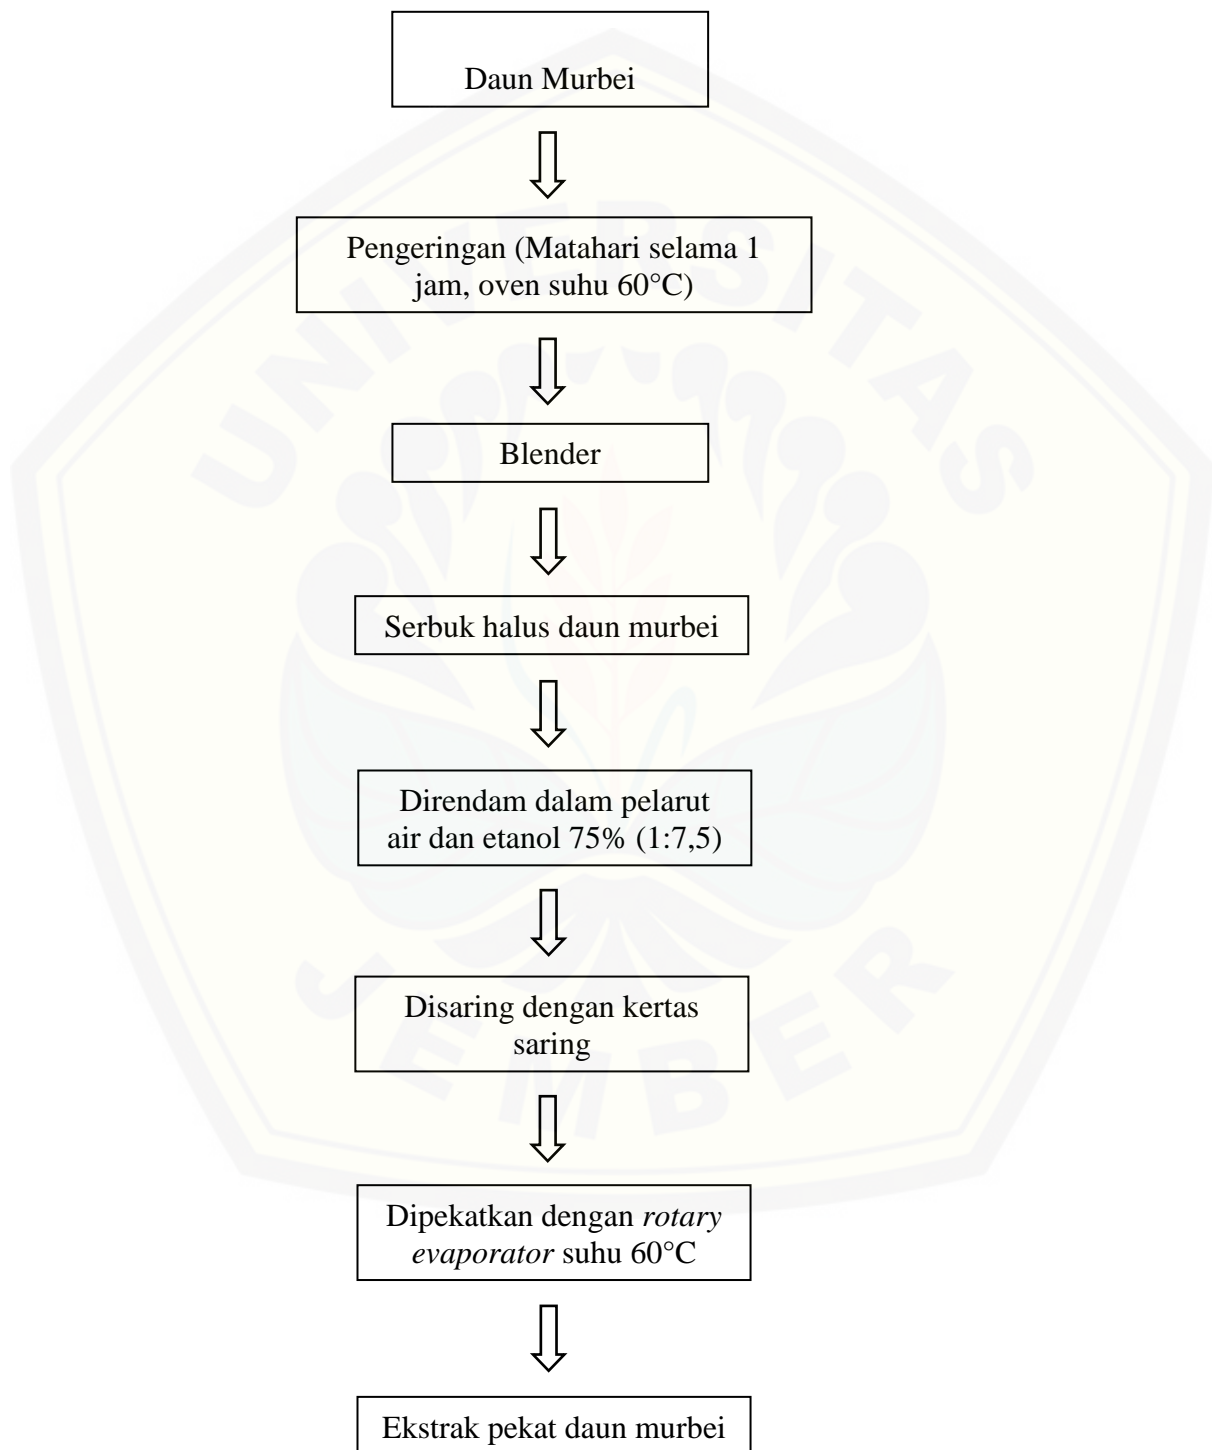 UNIVERSITAS
JEMBER
Daun Murbei
Pengeringan (Matahari selama 1
jam, oven suhu 60°C)
Blender
Serbuk halus daun murbei
Direndam dalam pelarut
air dan etanol 75% (1:7,5)
Disaring dengan kertas
saring
Dipekatkan dengan rotary
evaporator suhu 60°C
Ekstrak pekat daun murbei